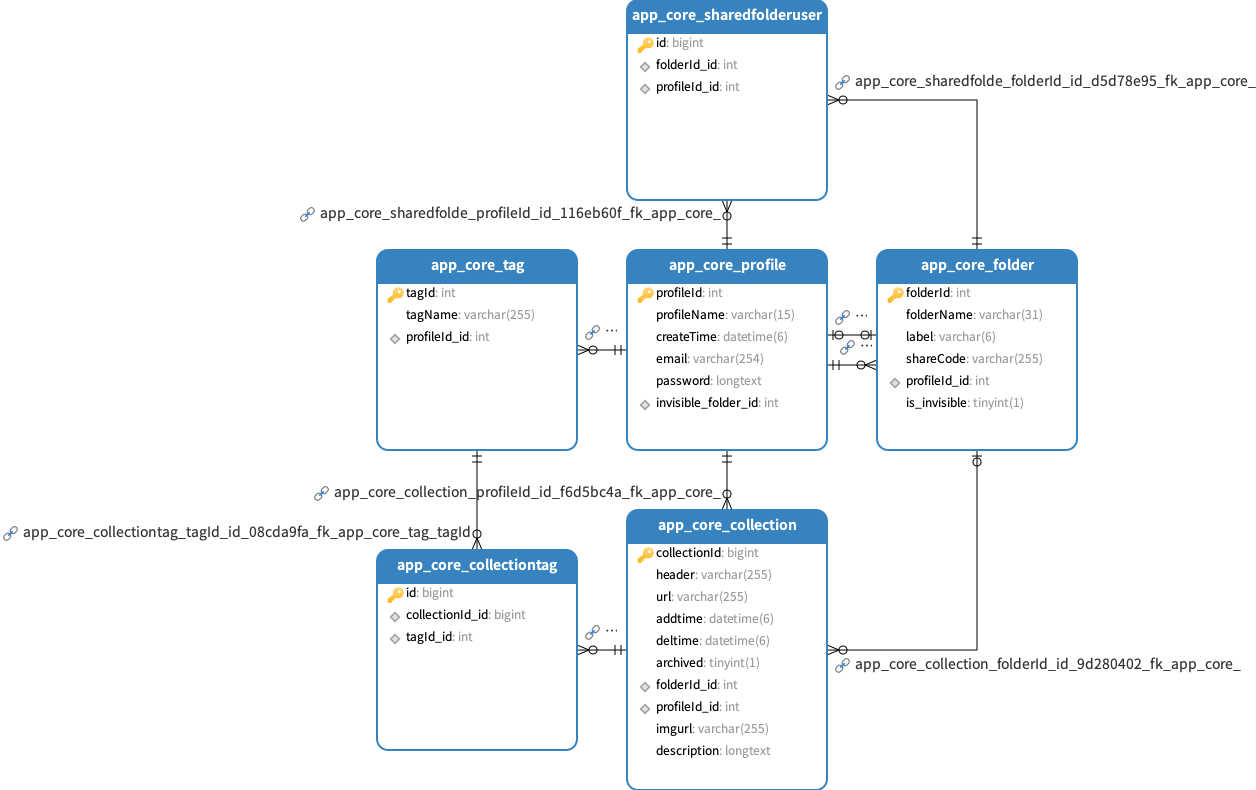 app_core_sharedfolderuser
id: bigint
folderId_id: int
profileId_id: int
app_core_sharedfolde_folderId_id_d5d78e95_fk_app_core_
app_core_sharedfolde_profileId_id_116eb60f_fk_app_core_
app_core_tag
tagId: int
tagName: varchar(255)
profileId_id: int
...
app_core_profile
profileId: int
profileName: varchar(15)
createTime: datetime(6)
email: varchar(254)
password: longtext
invisible_folder_id: int
...
...
app_core_folder
folderId: int
folderName: varchar(31)
label: varchar(6)
shareCode: varchar(255)
profileId_id: int
is_invisible: tinyint(1)
app_core_collection_profileId_id_f6d5bc4a_fk_app_core_
app_core_collectiontag_tagId_id_08cda9fa_fk_app_core_tag_tagId
app_core_collectiontag
id: bigint
collectionId_id: bigint
tagId_id: int
...
app_core_collection
collectionId: bigint
header: varchar(255)
url: varchar(255)
addtime: datetime(6)
deltime: datetime(6)
archived: tinyint(1)
folderId_id: int
profileId_id: int
imgurl: varchar(255)
description: longtext
app_core_collection_folderId_id_9d280402_fk_app_core_